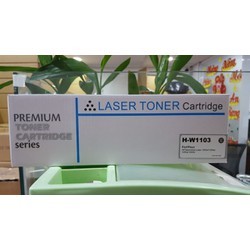 LASER TONER Cartridge
PREMIUM
TONER
CARTRIDGE
series
H-W1103